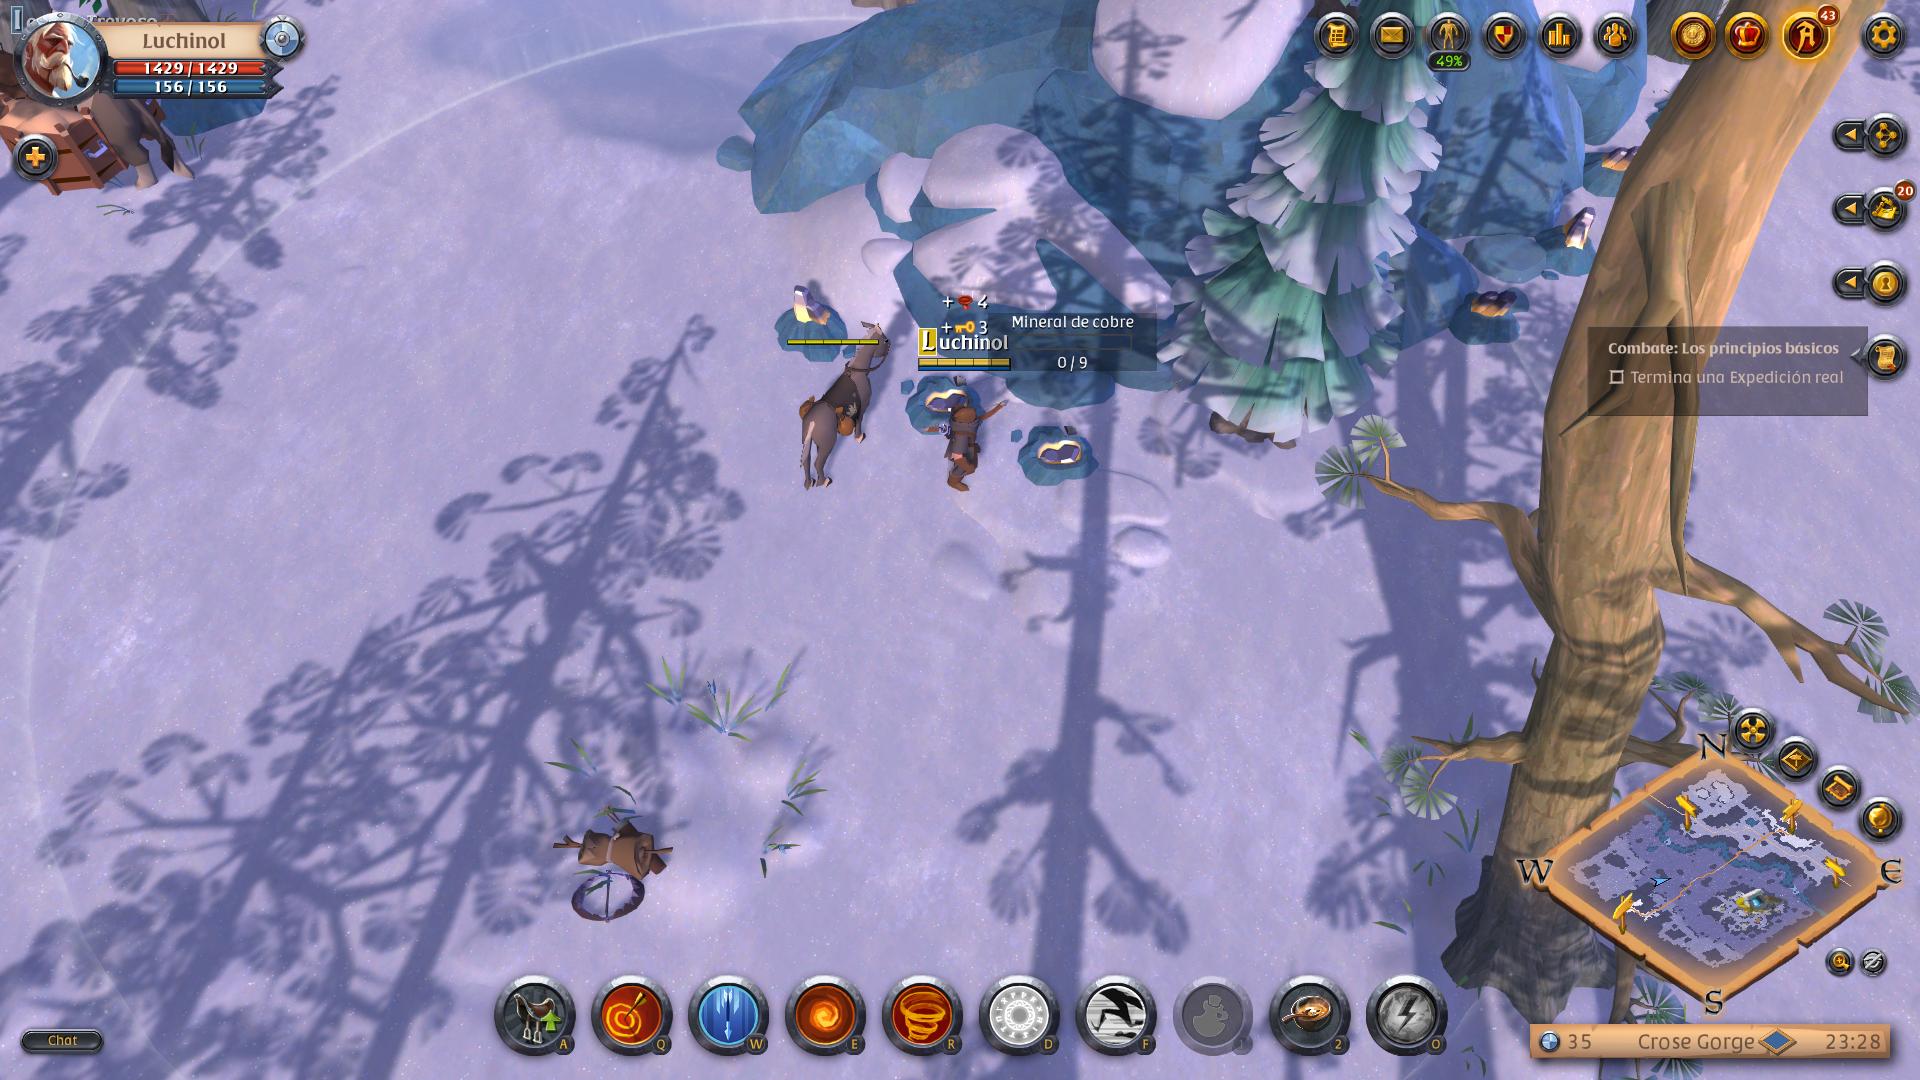 Luchinol
1429 / 1429
156 / 156
49%
43
20
+ 4
+ 3
Luchinol
Mineral de cobre
0 / 9
Combate: Los principios básicos
Termina una Expedición real
N
W
E
S
A
Q
W
E
R
D
F
2
O
Chat
35
Crose Gorge
23:28